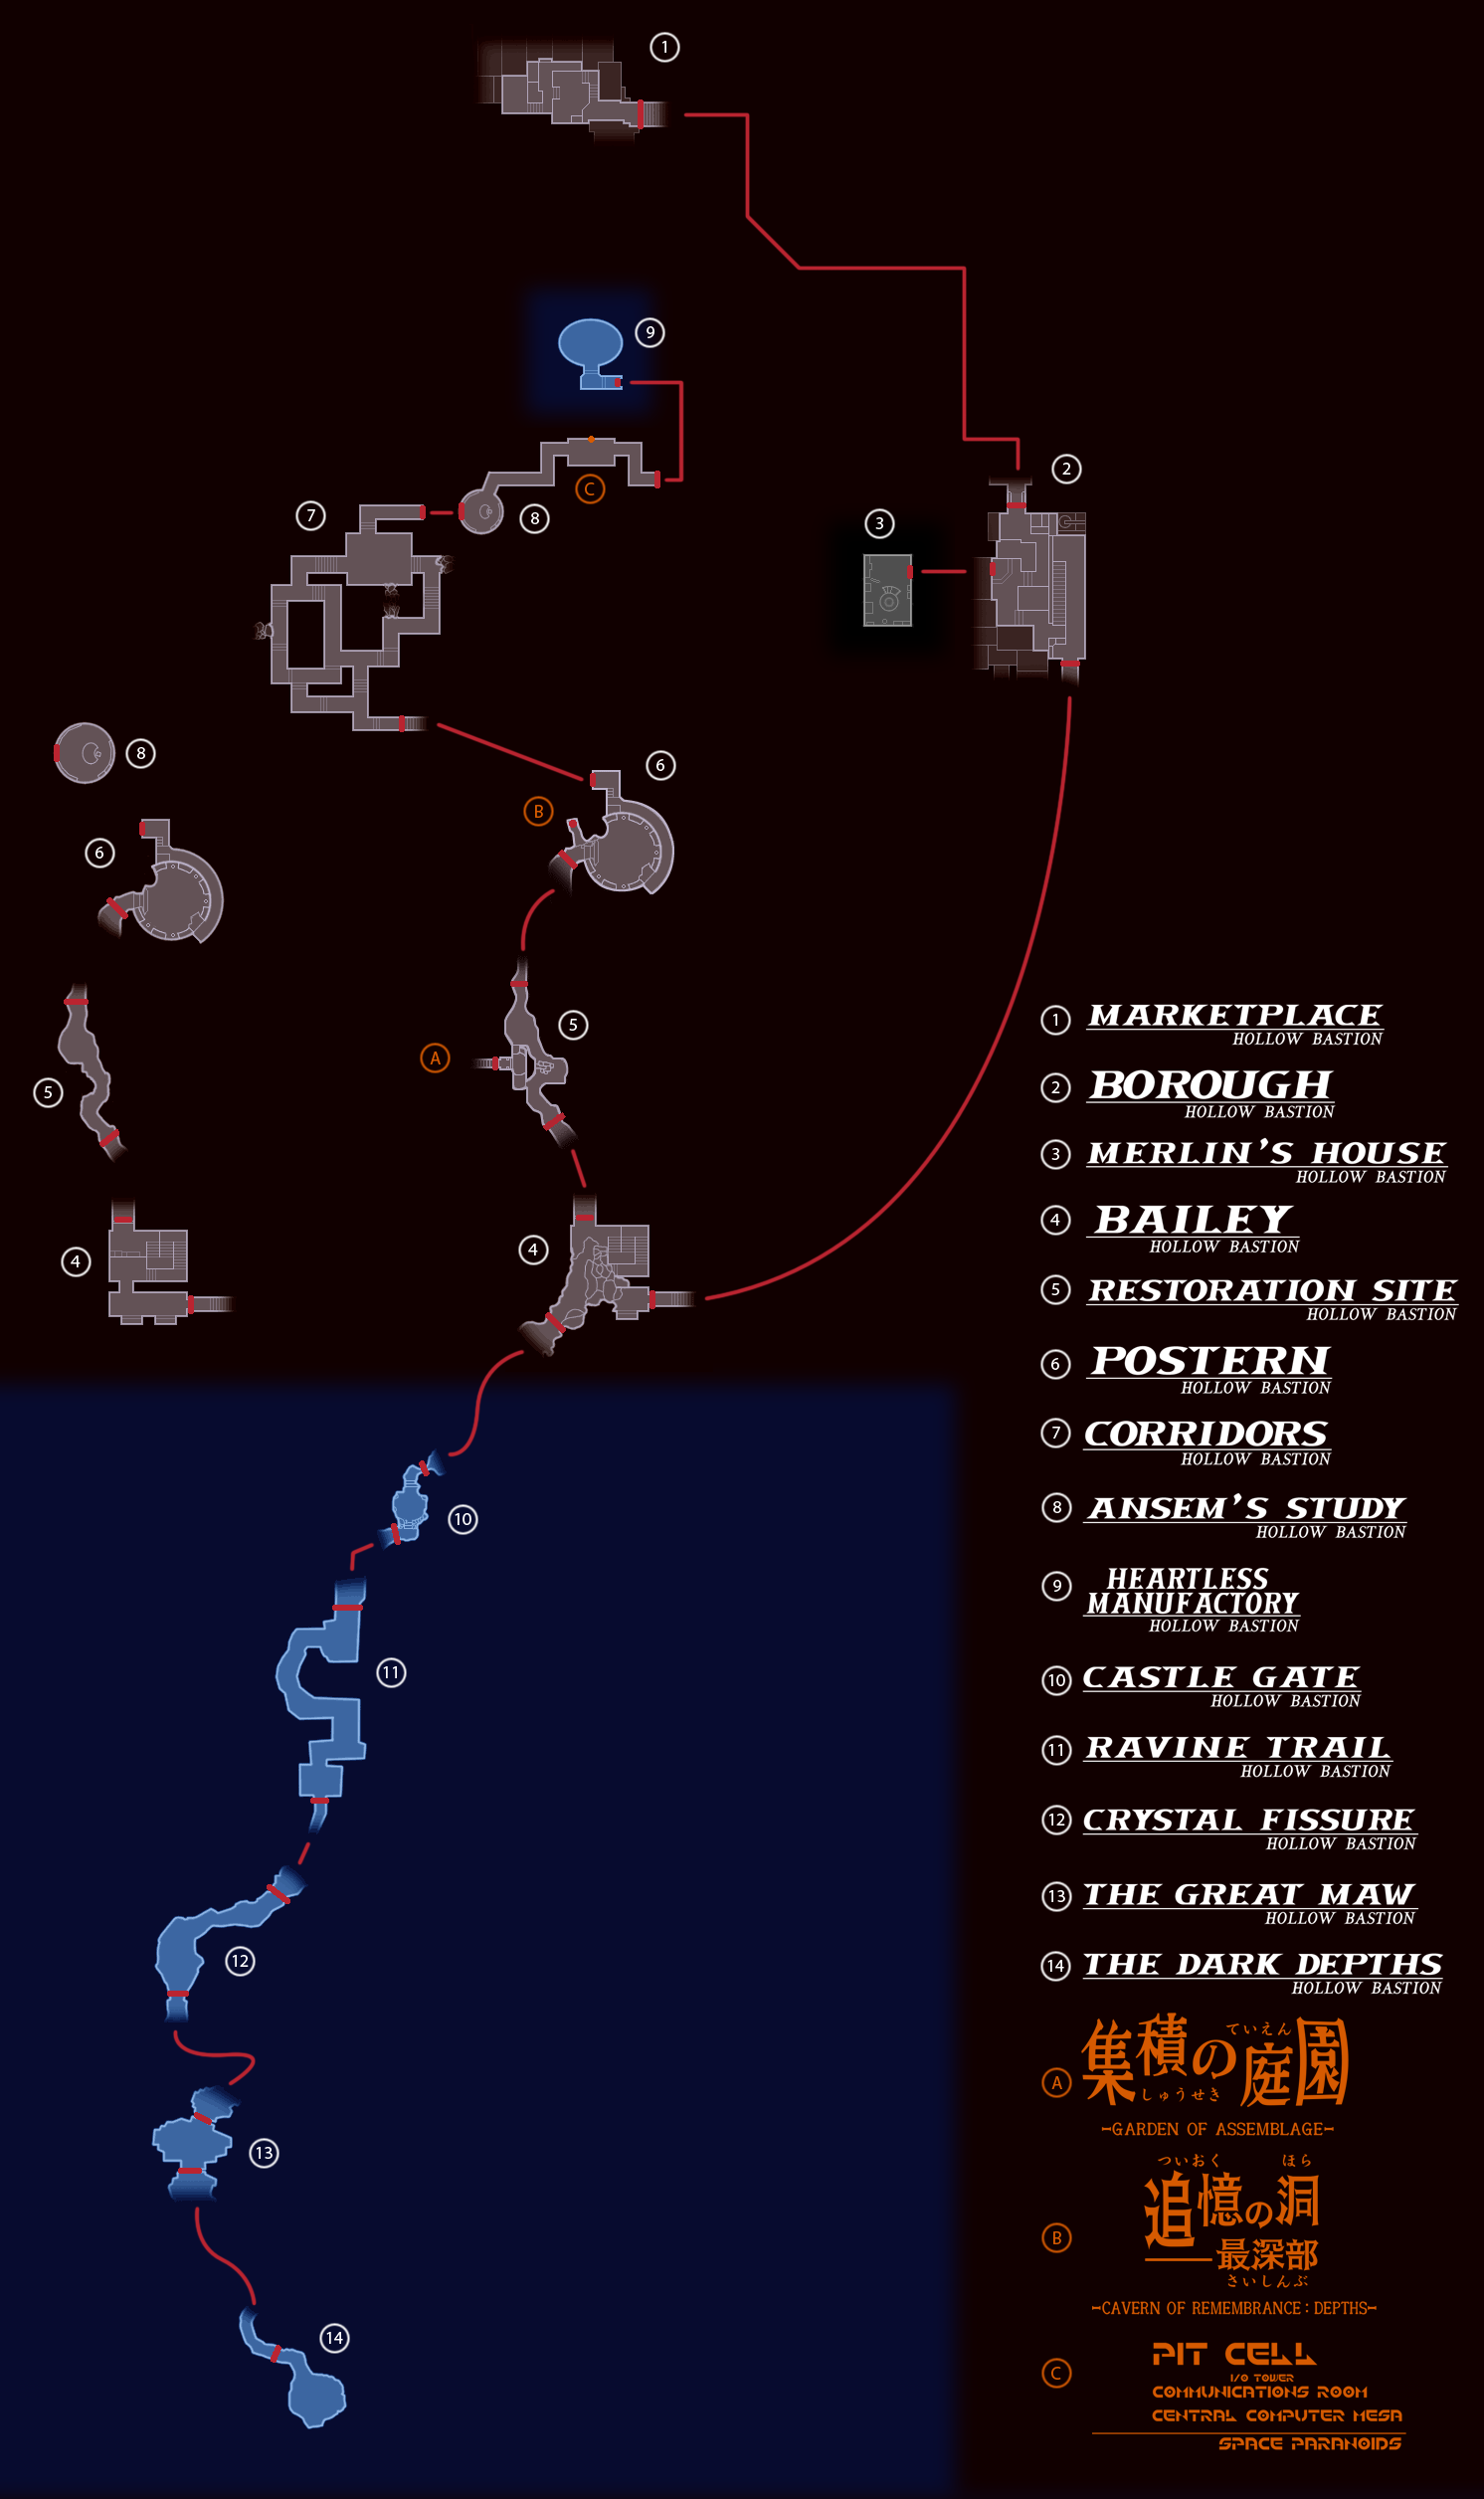 1
9
C
7
8
2
3
8
6
B
6
5
A
5
4
4
10
11
12
13
14
1 MARKETPLACE
HOLLOW BASTION
2 BOROUGH
HOLLOW BASTION
3 MERLIN'S HOUSE
HOLLOW BASTION
4 BAILEY
HOLLOW BASTION
5 RESTORATION SITE
HOLLOW BASTION
6 POSTERN
HOLLOW BASTION
7 CORRIDORS
HOLLOW BASTION
8 ANSEM'S STUDY
HOLLOW BASTION
9 HEARTLESS
MANUFACTORY
HOLLOW BASTION
10 CASTLE GATE
HOLLOW BASTION
11 RAVINE TRAIL
HOLLOW BASTION
12 CRYSTAL FISSURE
HOLLOW BASTION
13 THE GREAT MAW
HOLLOW BASTION
14 THE DARK DEPTHS
HOLLOW BASTION
ていえん
A 集積の庭園
しゅうせき
-GARDEN OF ASSEMBLAGE-
ついおく ほら
追憶の洞
B 最深部
さいしんぶ
-CAVERN OF REMEMBRANCE : DEPTHS-
C PIT CELL
I/O TOWER
COMMUNICATIONS ROOM
CENTRAL COMPUTER MESA
SPACE PARANOIDS